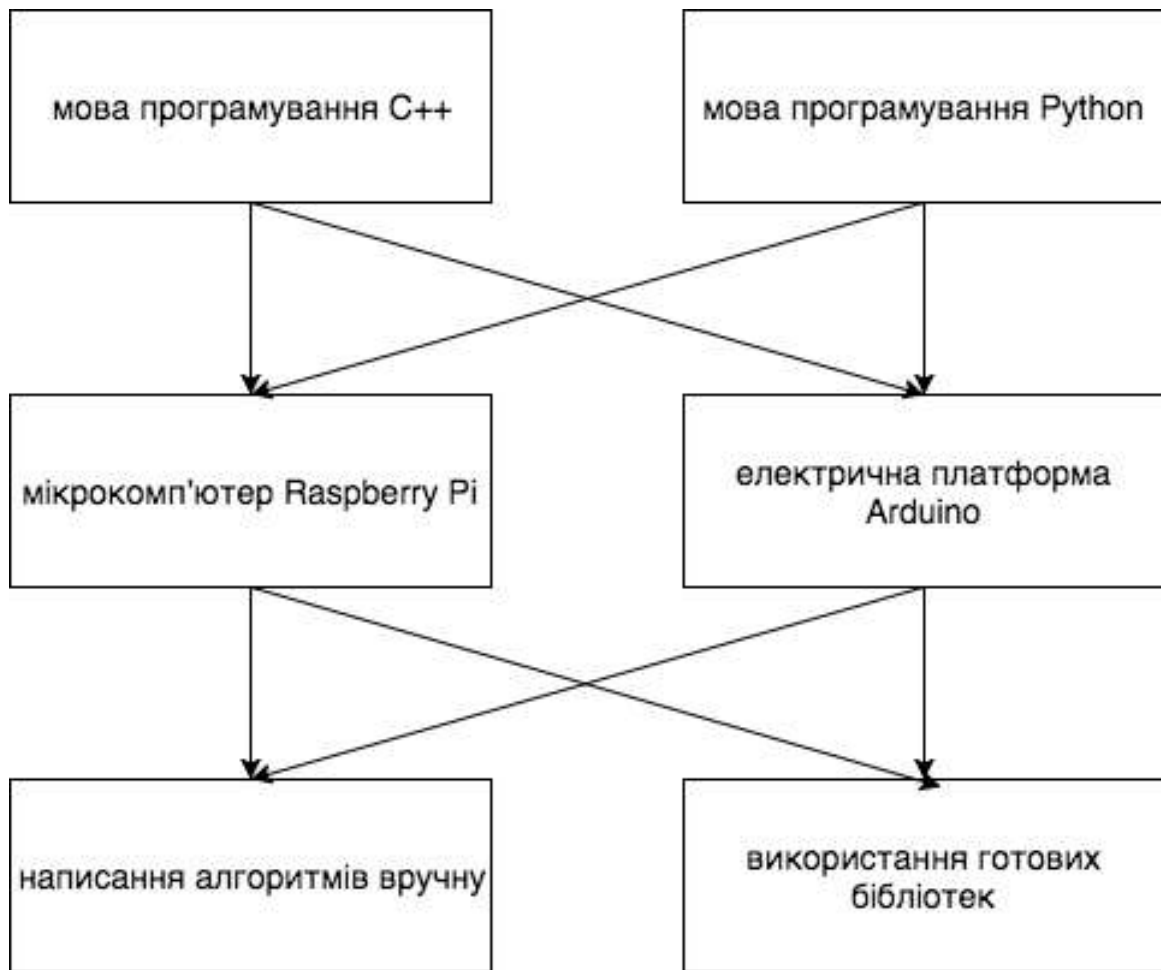 мова програмування C++
мова програмування Python
мікрокомп'ютер Raspberry Pi
електрична платформа
Arduino
написання алгоритмів вручну
використання готових
бібліотек